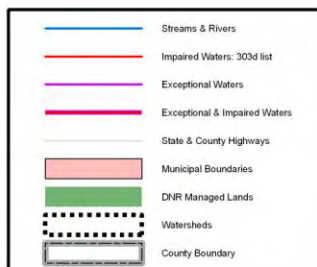 Streams & Rivers
Impaired Waters: 303d list
Exceptional Waters
Exceptional & Impaired Waters
State & County Highways
Municipal Boundaries
DNR Managed Lands
Watersheds
County Boundary